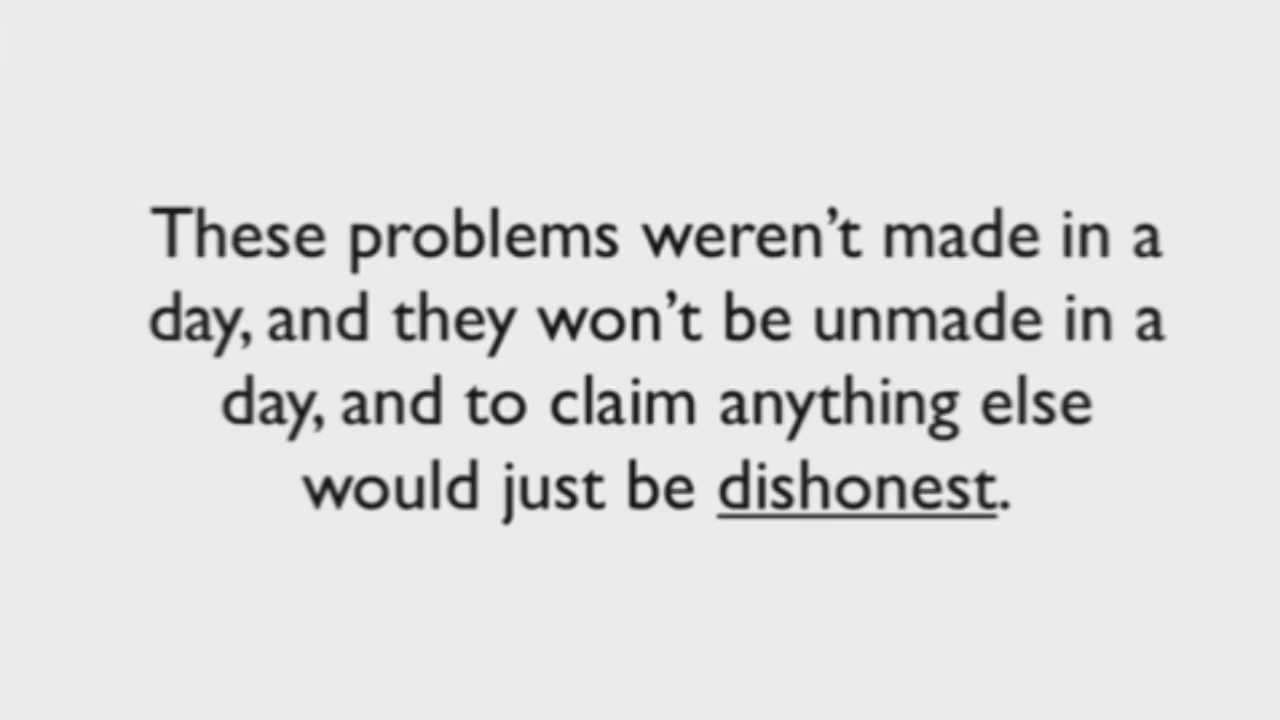 These problems weren’t made in a
day, and they won’t be unmade in a
day, and to claim anything else
would just be dishonest.